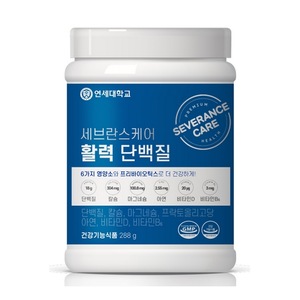 연세대학교
세브란스케어
활력 단백질
PREMIUM
SEVERANCE CARE
HEALTH
6가지 영양소와 프리바이오틱스로 더 건강하게!
단백질 칼슘 마그네슘 아연 비타민D 비타민B₆
단백질, 칼슘, 마그네슘, 프락토올리고당
아연, 비타민D, 비타민B₆
건강기능식품 288 g
GMP